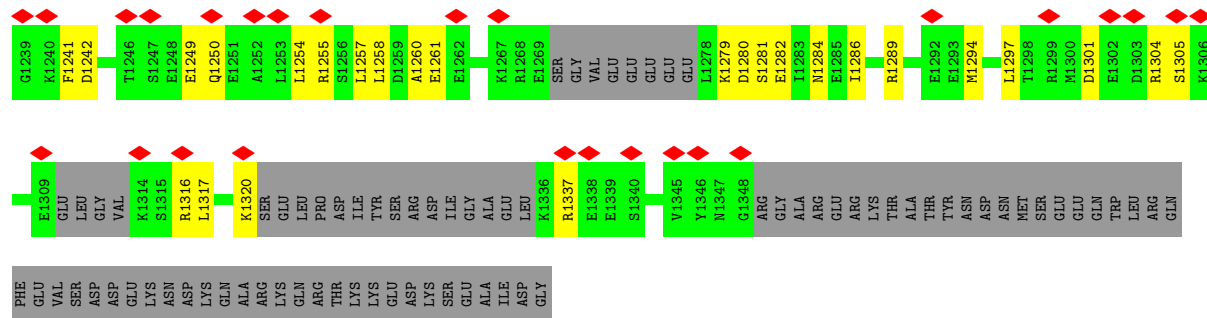 G1239 K1240 F1241 D1242 T1246 S1247 E1248 E1249 Q1250 E1251 A1252 L1253 L1254 R1255 S1256 L1257 L1258 D1259 A1260 E1261 E1262 K1267 R1268 E1269 SER GLY VAL GLU GLU GLU GLU GLU L1278 K1279 D1280 S1281 E1282 I1283 N1284 E1285 I1286 R1289 E1292 E1293 M1294 L1297 T1298 R1299 M1300 D1301 E1302 D1303 R1304 S1305 K1306
E1309 GLU LEU GLY VAL K1314 S1315 R1316 L1317 K1320 SER GLU LEU PRO ASP ILE TYR SER ARG ASP ILE GLY ALA GLU LEU K1336 R1337 E1338 E1339 S1340 V1345 Y1346 N1347 G1348 ARG GLY ALA ARG GLU ARG LYS THR ALA THR TYR ASN ASP ASN MET SER GLU GLU GLN TRP LEU ARG GLN
PHE GLU VAL SER ASP ASP GLU LYS ASN ASP LYS GLN ALA ARG LYS GLN ARG THR LYS LYS GLU ASP LYS SER GLU ALA ILE ASP GLY